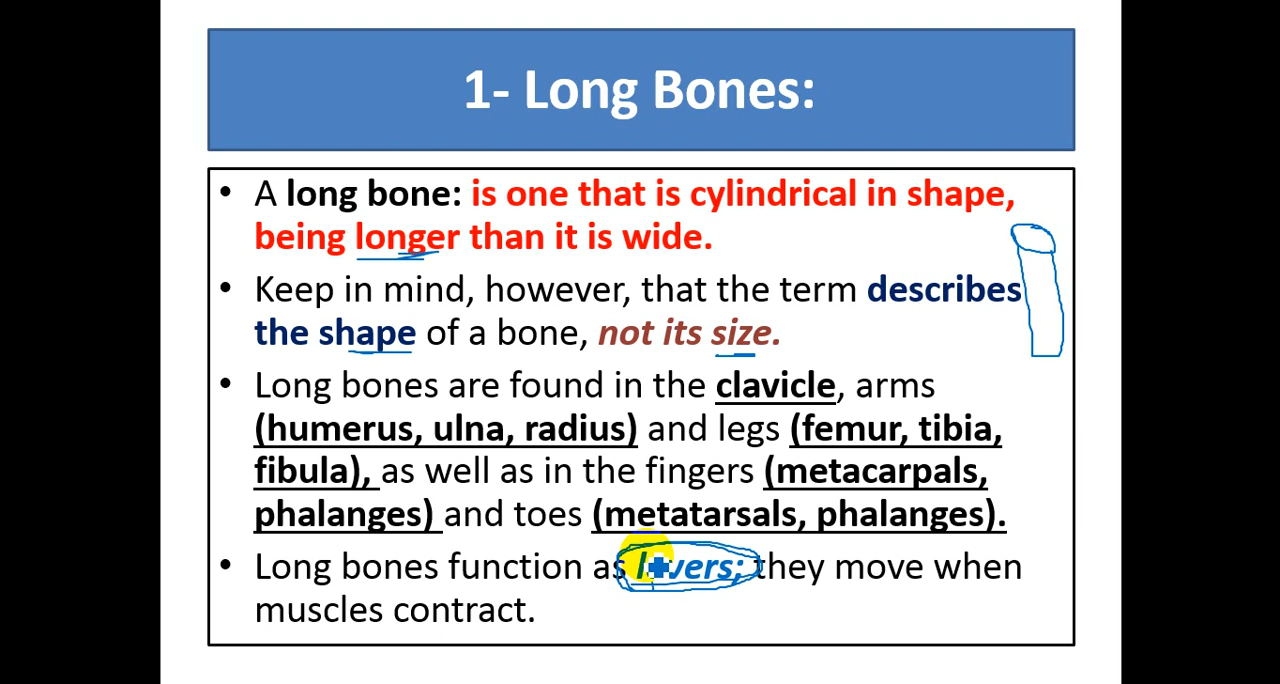 1- Long Bones:
• A long bone: is one that is cylindrical in shape,
being longer than it is wide.
• Keep in mind, however, that the term describes
the shape of a bone, not its size.
• Long bones are found in the clavicle, arms
(humerus, ulna, radius) and legs (femur, tibia,
fibula), as well as in the fingers (metacarpals,
phalanges) and toes (metatarsals, phalanges).
• Long bones function as levers; they move when
muscles contract.